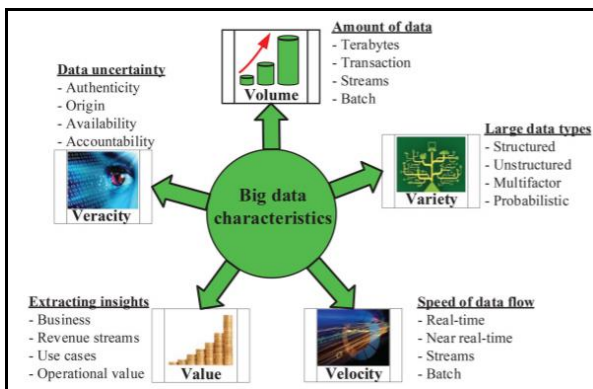 Amount of data
- Terabytes
- Transaction
- Streams
- Batch
Volume
Data uncertainty
- Authenticity
- Origin
- Availability
- Accountability
Veracity
Large data types
- Structured
- Unstructured
- Multifactor
- Probabilistic
Variety
Big data
characteristics
Extracting insights
- Business
- Revenue streams
- Use cases
- Operational value
Value
Speed of data flow
- Real-time
- Near real-time
- Streams
- Batch
Velocity